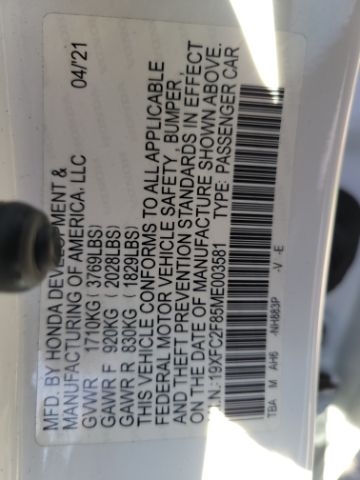 MFD. BY HONDA DEVELOPMENT & 04/'21
MANUFACTURING OF AMERICA, LLC
GVWR 1710KG(3769LBS)
GAWR F 920KG(2028LBS)
GAWR R 830KG(1829LBS)
THIS VEHICLE CONFORMS TO ALL APPLICABLE
FEDERAL MOTOR VEHICLE SAFETY, BUMPER,
AND THEFT PREVENTION STANDARDS IN EFFECT
ON THE DATE OF MANUFACTURE SHOWN ABOVE.
V.I.N.:19XFC2F85ME003581 TYPE: PASSENGER CAR
TBA M AH6 -NH883P -V -E